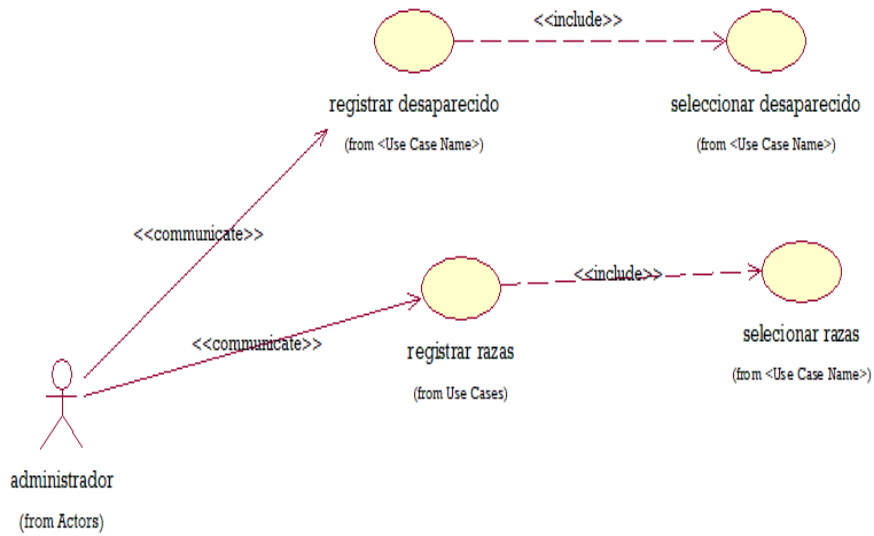 <<include>>
registrar desaparecido
(from <Use Case Name>)
seleccionar desaparecido
(from <Use Case Name>)
<<communicate>>
<<include>>
<<communicate>>
registrar razas
(from Use Cases)
selecionar razas
(from <Use Case Name>)
administrador
(from Actors)